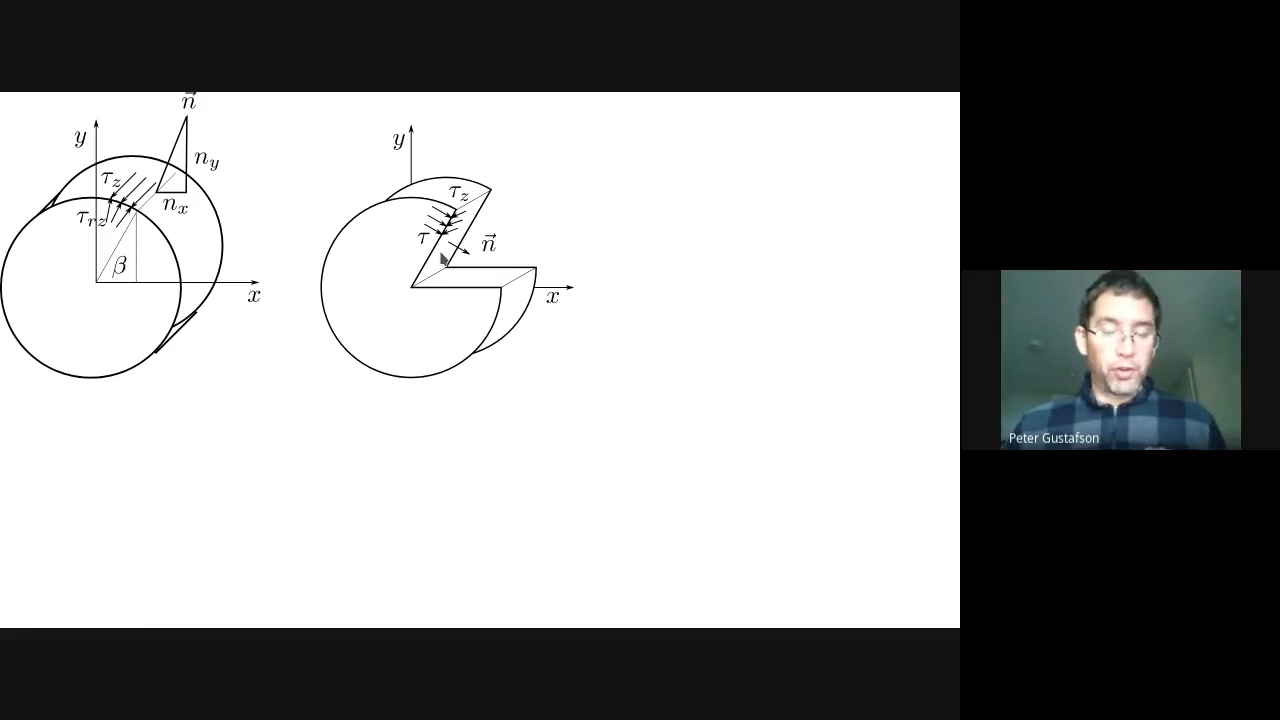 n⃗
y
n_y
τ_z
n_x
τ_rz
β
x
y
τ_z
τ
n⃗
x
Peter Gustafson